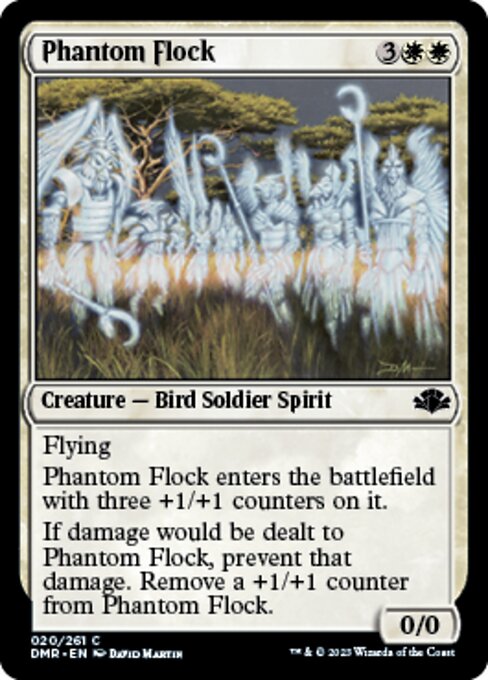 Phantom Flock 3
Creature — Bird Soldier Spirit
Flying
Phantom Flock enters the battlefield
with three +1/+1 counters on it.
If damage would be dealt to
Phantom Flock, prevent that
damage. Remove a +1/+1 counter
from Phantom Flock.
0/0
020/261 C
DMR • EN David Martin
™ & © 2023 Wizards of the Coast